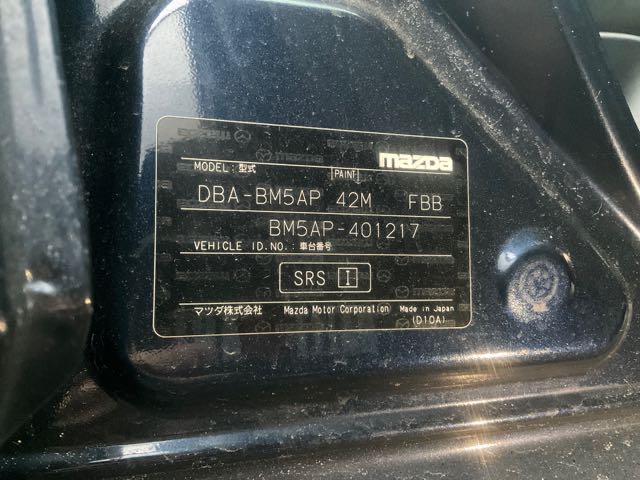 mazda
MODEL:型式 PAINT
DBA-BM5AP 42M FBB
BM5AP-401217
VEHICLE ID.NO.:車台番号
SRS I
マツダ株式会社 Mazda Motor Corporation Made in Japan
(D10A)